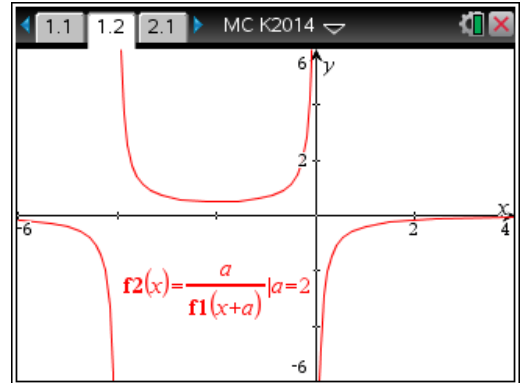 1.1 1.2 2.1 MC K2014
6 y
2
-6 2 4 x
f2(x)=a/f1(x+a)|a=2
-6